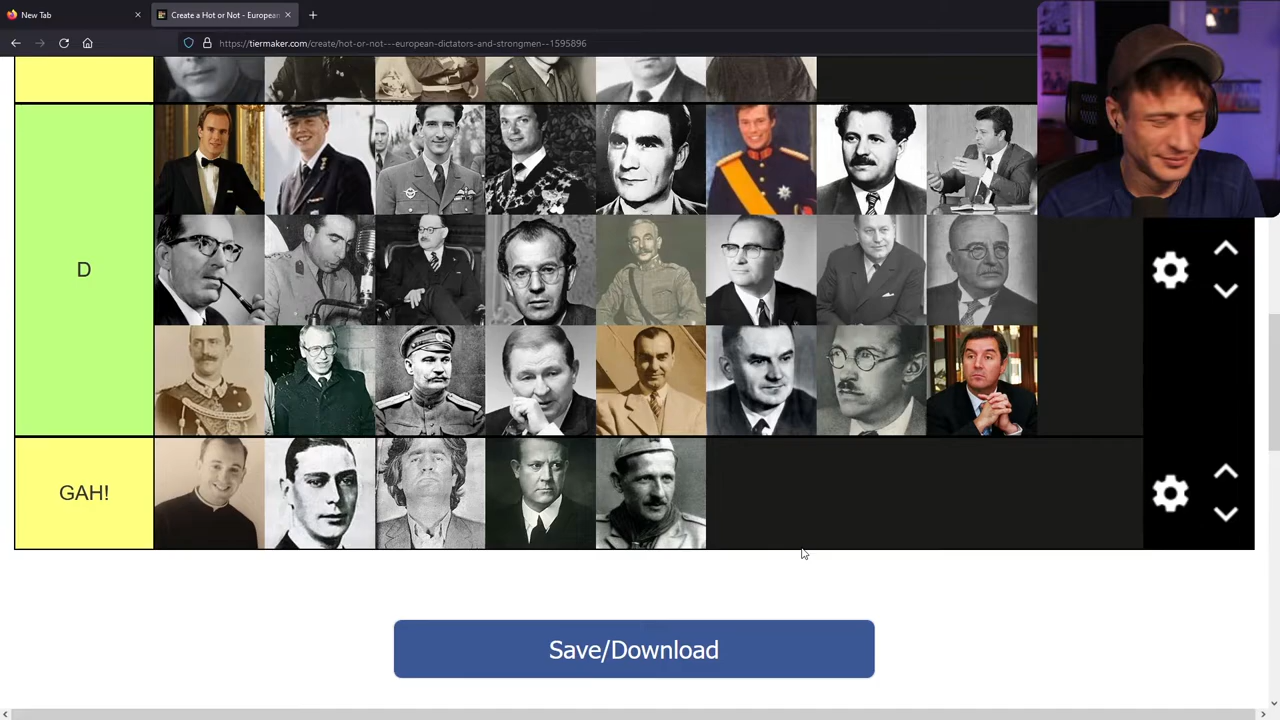 New Tab
Create a Hot or Not - European
https://tiermaker.com/create/hot-or-not---european-dictators-and-strongmen--1595896
D
GAH!
Save/Download